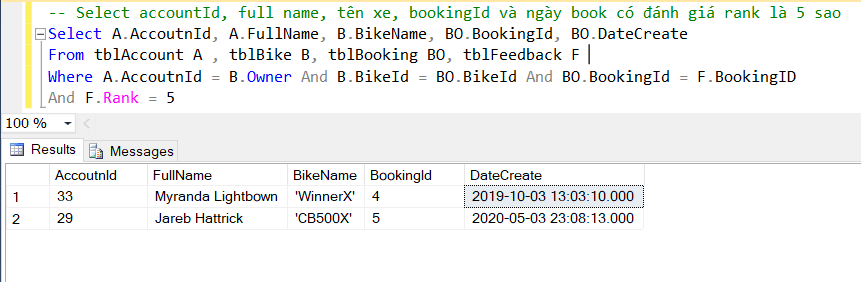 -- Select accountId, full name, tên xe, bookingId và ngày book có đánh giá rank là 5 sao
Select A.AccoutnId, A.FullName, B.BikeName, BO.BookingId, BO.DateCreate
From tblAccount A , tblBike B, tblBooking BO, tblFeedback F
Where A.AccoutnId = B.Owner And B.BikeId = BO.BikeId And BO.BookingId = F.BookingID
And F.Rank = 5
100 %
Results Messages
AccoutnId FullName BikeName BookingId DateCreate
1 33 Myranda Lightbown 'WinnerX' 4 2019-10-03 13:03:10.000
2 29 Jareb Hattrick 'CB500X' 5 2020-05-03 23:08:13.000